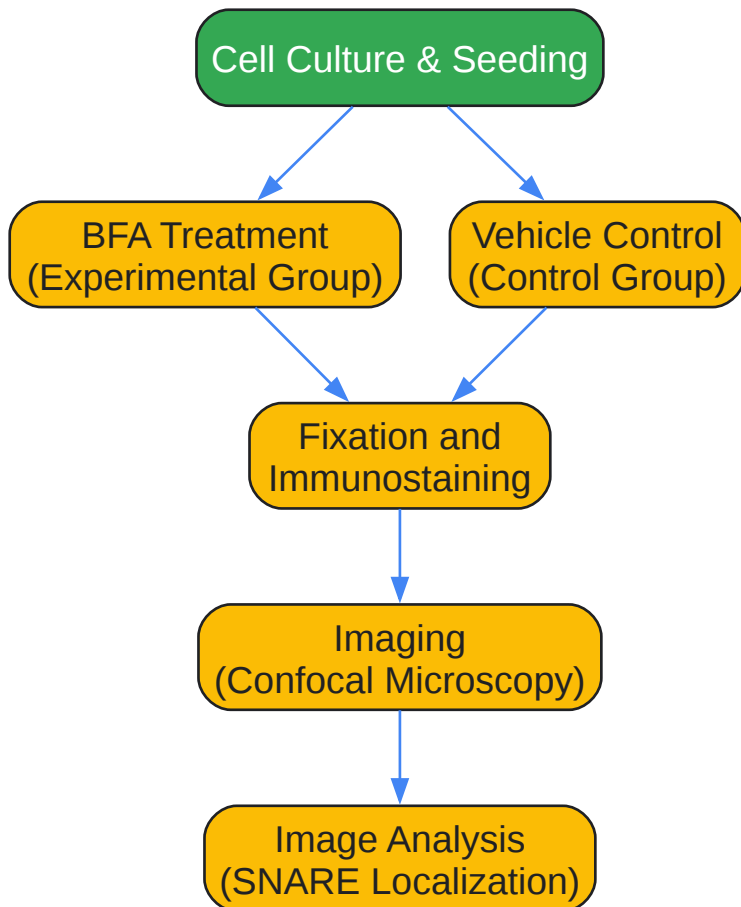 Cell Culture & Seeding
BFA Treatment
(Experimental Group)
Vehicle Control
(Control Group)
Fixation and
Immunostaining
Imaging
(Confocal Microscopy)
Image Analysis
(SNARE Localization)